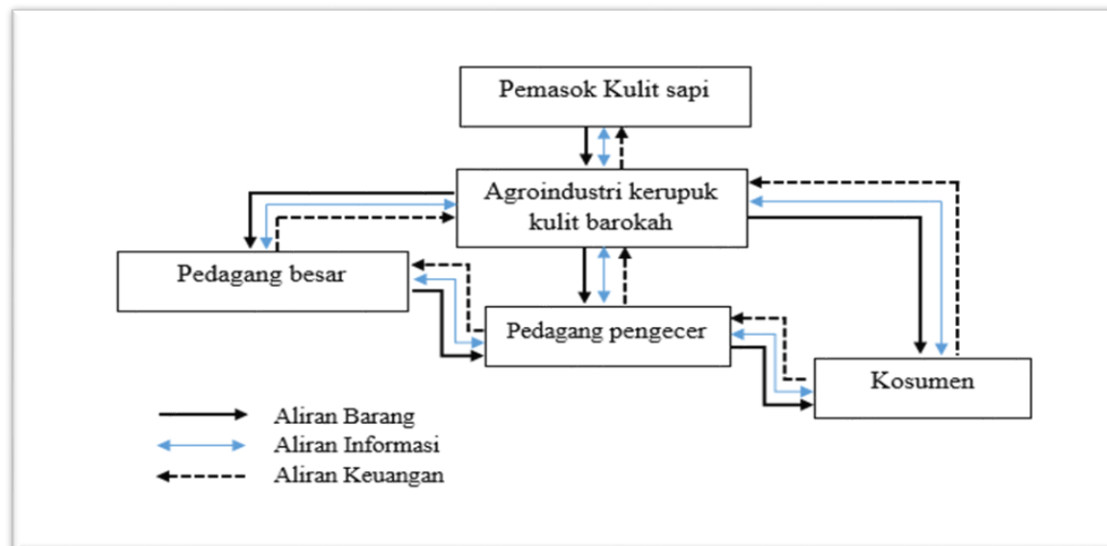 Pemasok Kulit sapi
Agroindustri kerupuk
kulit barokah
Pedagang besar
Pedagang pengecer
Kosumen
Aliran Barang
Aliran Informasi
Aliran Keuangan